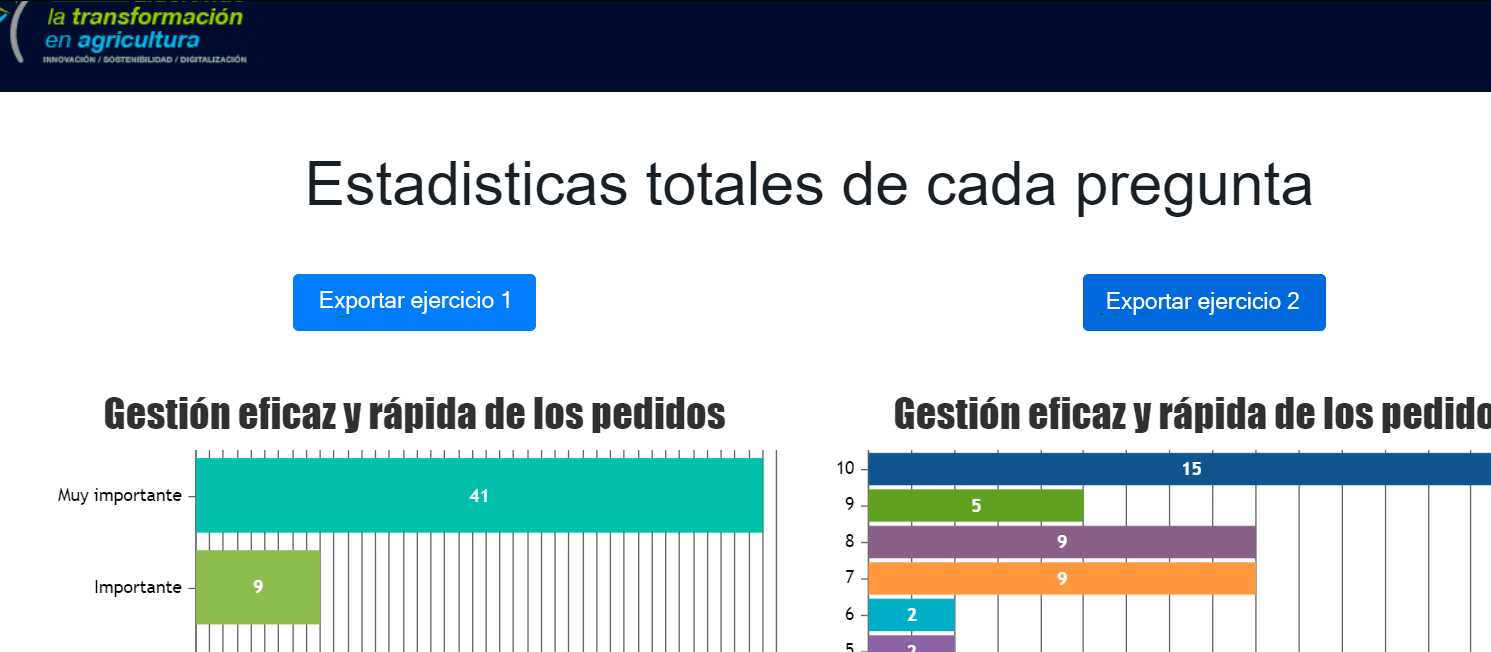 la transformación
en agricultura
INNOVACIÓN / SOSTENIBILIDAD / DIGITALIZACIÓN
Estadisticas totales de cada pregunta
Exportar ejercicio 1
Exportar ejercicio 2
Gestión eficaz y rápida de los pedidos
Muy importante
41
Importante
9
Gestión eficaz y rápida de los pedido
10
15
9
5
8
9
7
9
6
2
5
2